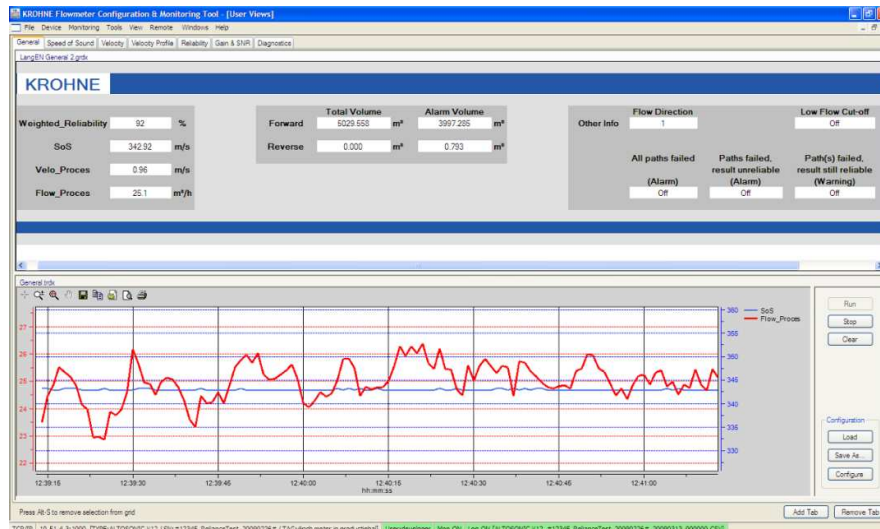 KROHNE Flowmeter Configuration & Monitoring Tool - [User Views]
File Device Monitoring Tools View Remote Windows Help
General Speed of Sound Velocity Velocity Profile Reliability Gain & SNR Diagnostics
LangEN General 2.grdx
KROHNE
Total Volume Alarm Volume Flow Direction Low Flow Cut-off
Weighted_Reliability 92 % Forward 5029.558 m³ 3997.285 m³ Other Info 1 Off
SoS 342.92 m/s Reverse 0.000 m³ 0.793 m³
Velo_Proces 0.96 m/s All paths failed Paths failed, Path(s) failed,
result unreliable result still reliable
(Alarm) (Alarm) (Warning)
Flow_Proces 25.1 m³/h Off Off Off
General.trdx
27 26 25 24 23 22
360 355 350 345 340 335 330
SoS
Flow_Proces
12:39:15 12:39:30 12:39:45 12:40:00 12:40:15 12:40:30 12:40:45 12:41:00
hh:mm:ss
Run
Stop
Clear
Configuration
Load
Save As...
Configure
Press Alt-S to remove selection from grid
Add Tab Remove Tab